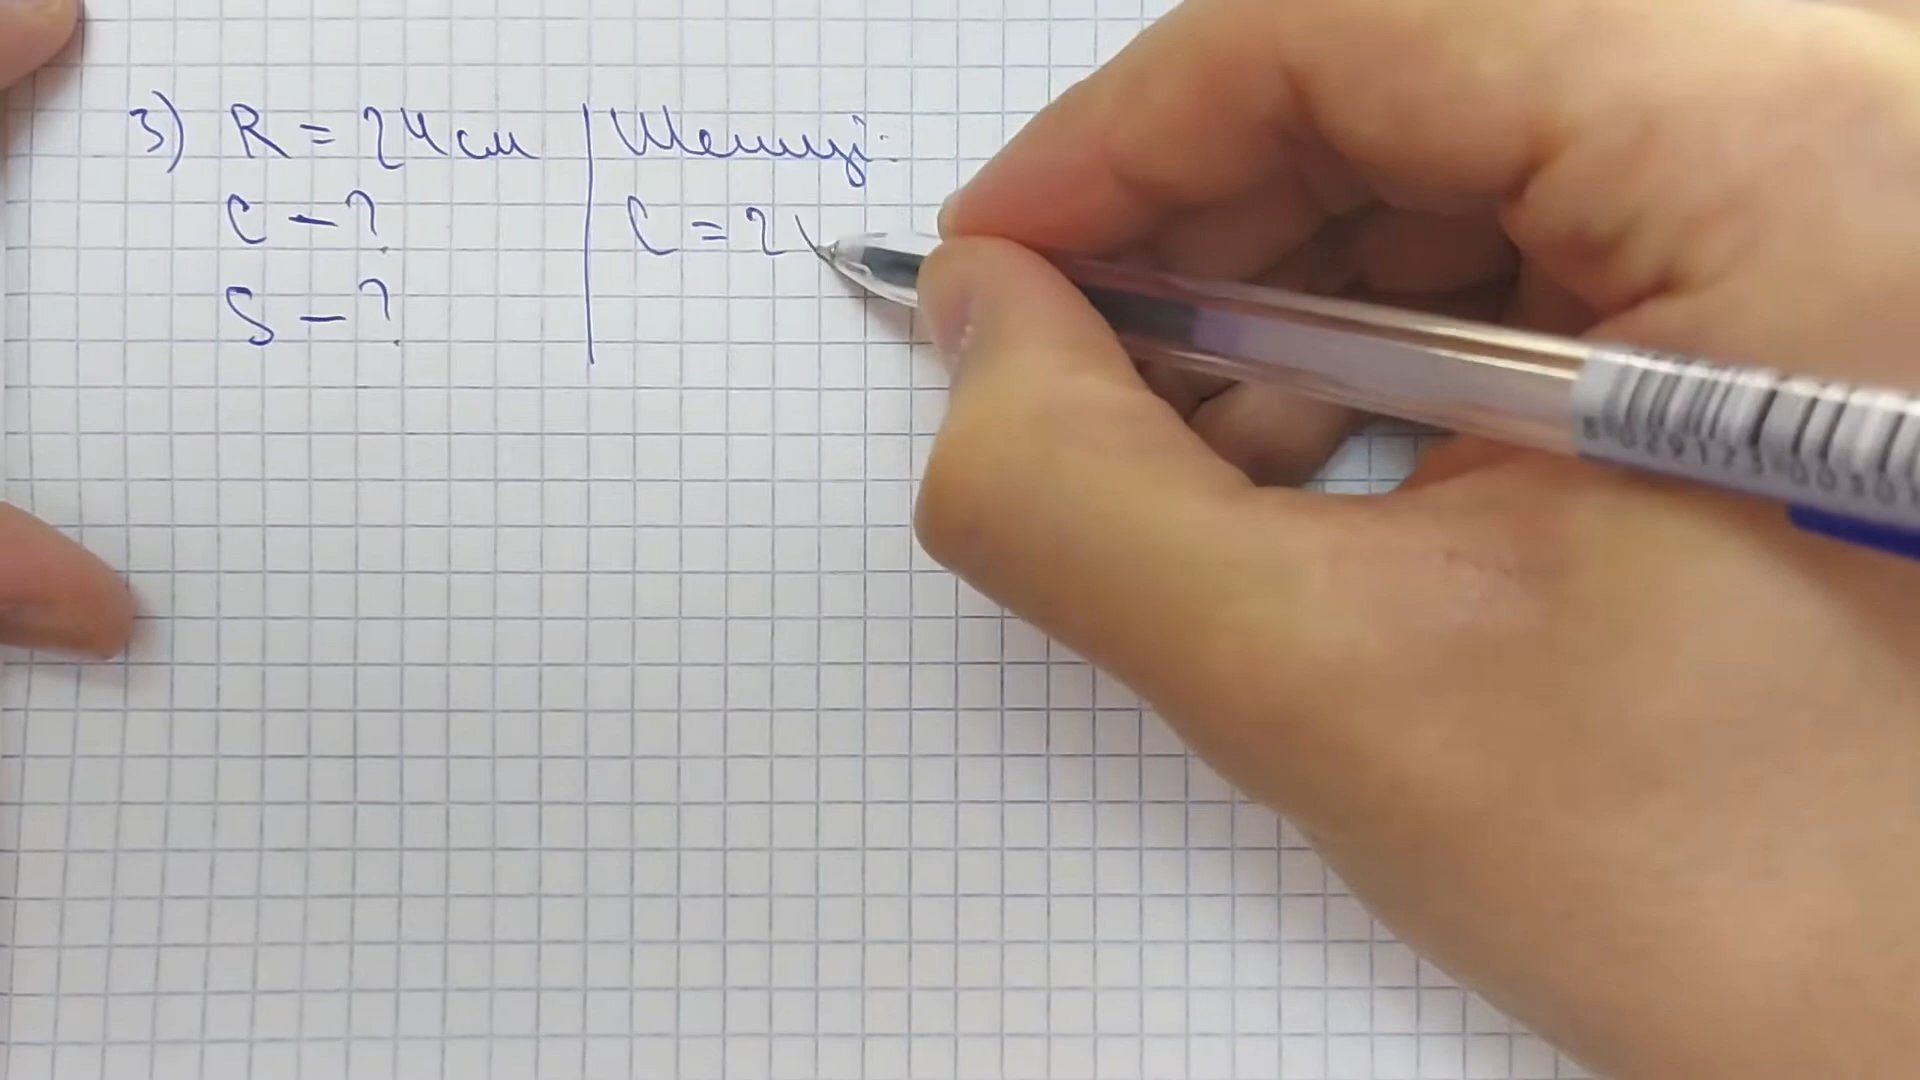 3) R = 24 см
C – ?
S – ?
Шешуі:
C = 2